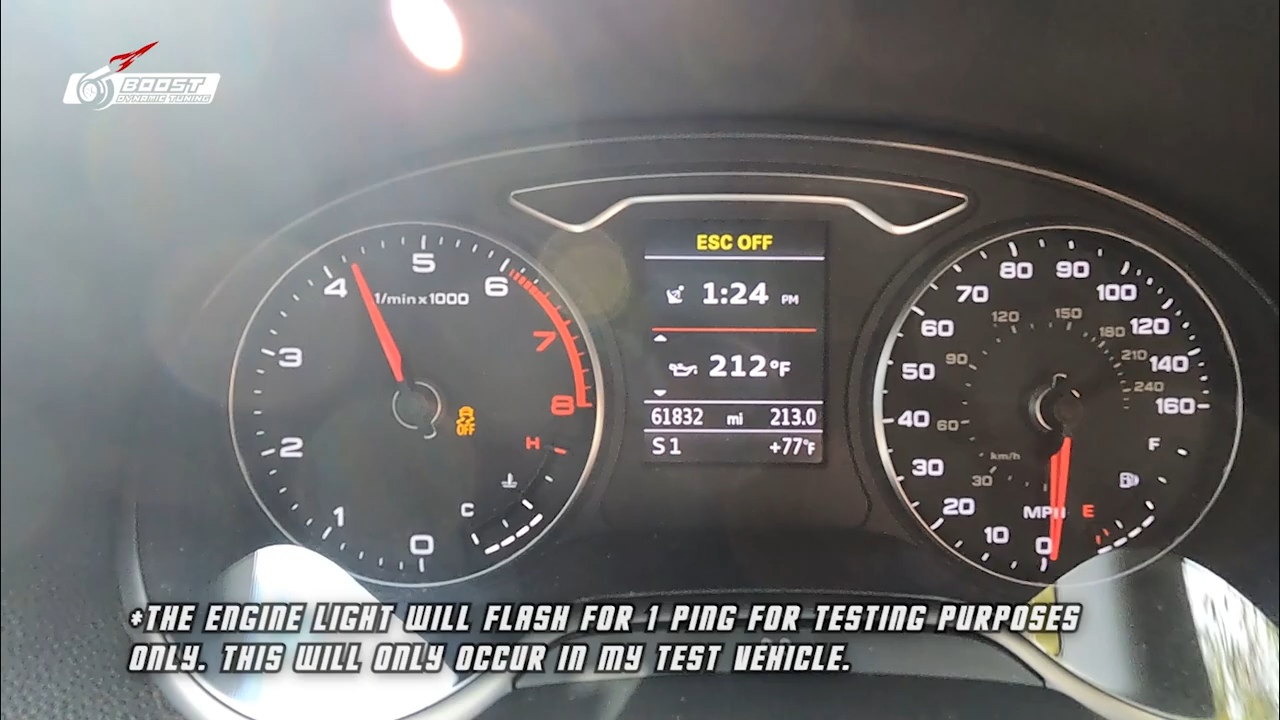 BOOST
DYNAMIC TUNING
ESC OFF
1:24 PM
212°F
61832 mi 213.0
S 1 +77°F
0
1
2
3
4
5
6
7
8
1/min x 1000
OFF
H
C
0
10
20
30
40
50
60
70
80
90
100
120
140
160
30
60
90
120
150
180
210
240
km/h
MPH
F
E
*THE ENGINE LIGHT WILL FLASH FOR 1 PING FOR TESTING PURPOSES
ONLY. THIS WILL ONLY OCCUR IN MY TEST VEHICLE.